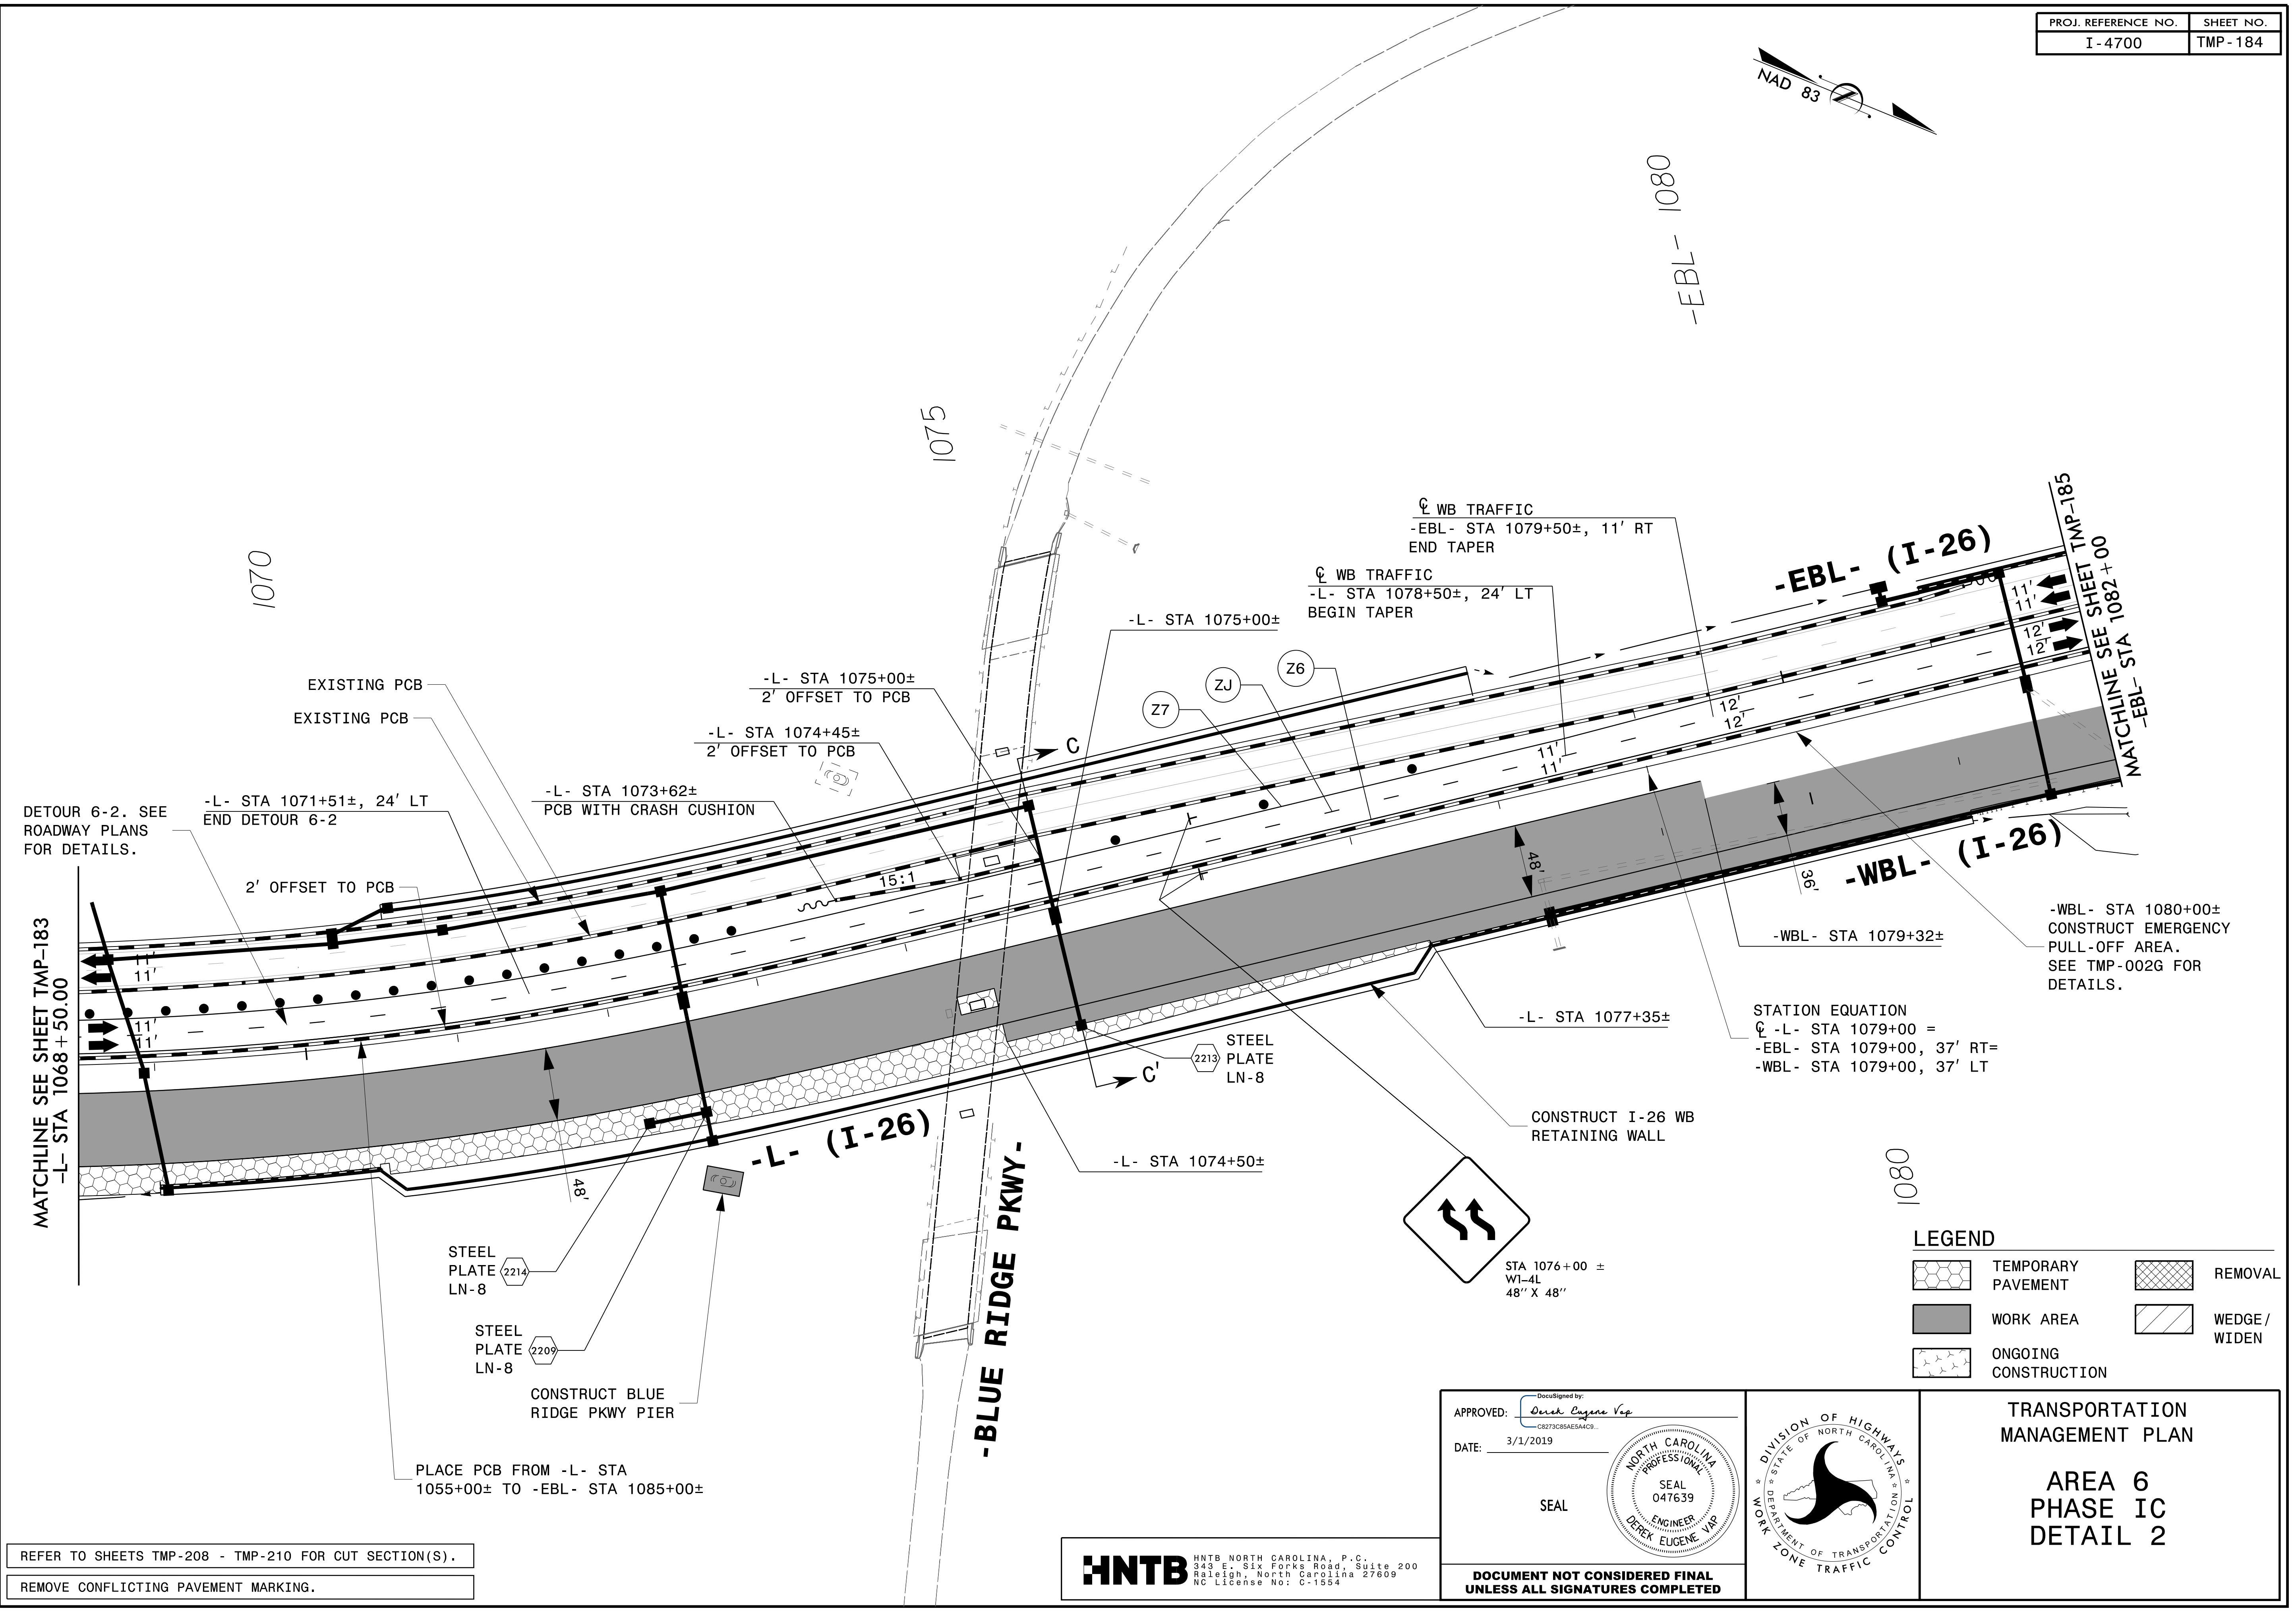 PROJ. REFERENCE NO.
SHEET NO.
I-4700
TMP-184
NAD 83
-EBL- 1080
1075
1070
℄ WB TRAFFIC
-EBL- STA 1079+50±, 11' RT
END TAPER
℄ WB TRAFFIC
-L- STA 1078+50±, 24' LT
BEGIN TAPER
-EBL- (I-26)
MATCHLINE SEE SHEET TMP-185
-EBL- STA 1082+00
11'
11'
12'
12'
-L- STA 1075+00±
-L- STA 1075+00±
2' OFFSET TO PCB
Z7
ZJ
Z6
EXISTING PCB
EXISTING PCB
-L- STA 1074+45±
2' OFFSET TO PCB
12'
12'
11'
11'
C
-L- STA 1073+62±
PCB WITH CRASH CUSHION
-L- STA 1071+51±, 24' LT
END DETOUR 6-2
DETOUR 6-2. SEE
ROADWAY PLANS
FOR DETAILS.
2' OFFSET TO PCB
15:1
48'
36'
-WBL- (I-26)
MATCHLINE SEE SHEET TMP-183
-L- STA 1068+50.00
11'
11'
11'
11'
-WBL- STA 1080+00±
CONSTRUCT EMERGENCY
PULL-OFF AREA.
SEE TMP-002G FOR
DETAILS.
-WBL- STA 1079+32±
-L- STA 1077+35±
STATION EQUATION
℄ -L- STA 1079+00 =
-EBL- STA 1079+00, 37' RT=
-WBL- STA 1079+00, 37' LT
2213
STEEL
PLATE
LN-8
C'
CONSTRUCT I-26 WB
RETAINING WALL
-L- (I-26)
-L- STA 1074+50±
48'
-BLUE RIDGE PKWY-
1080
STEEL
PLATE
LN-8
2214
STEEL
PLATE
LN-8
2209
CONSTRUCT BLUE
RIDGE PKWY PIER
PLACE PCB FROM -L- STA
1055+00± TO -EBL- STA 1085+00±
STA 1076+00 ±
W1-4L
48" X 48"
LEGEND
TEMPORARY
PAVEMENT
REMOVAL
WORK AREA
WEDGE/
WIDEN
ONGOING
CONSTRUCTION
REFER TO SHEETS TMP-208 - TMP-210 FOR CUT SECTION(S).
REMOVE CONFLICTING PAVEMENT MARKING.
HNTB
HNTB NORTH CAROLINA, P.C.
343 E. Six Forks Road, Suite 200
Raleigh, North Carolina 27609
NC License No: C-1554
DocuSigned by:
APPROVED: Derek Eugene Vap
C8273C85AE5A4C9...
DATE: 3/1/2019
SEAL
NORTH CAROLINA
PROFESSIONAL
SEAL
047639
ENGINEER
DEREK EUGENE VAP
DOCUMENT NOT CONSIDERED FINAL
UNLESS ALL SIGNATURES COMPLETED
DIVISION OF HIGHWAYS
WORK ZONE TRAFFIC CONTROL
STATE OF NORTH CAROLINA
DEPARTMENT OF TRANSPORTATION
TRANSPORTATION
MANAGEMENT PLAN
AREA 6
PHASE IC
DETAIL 2